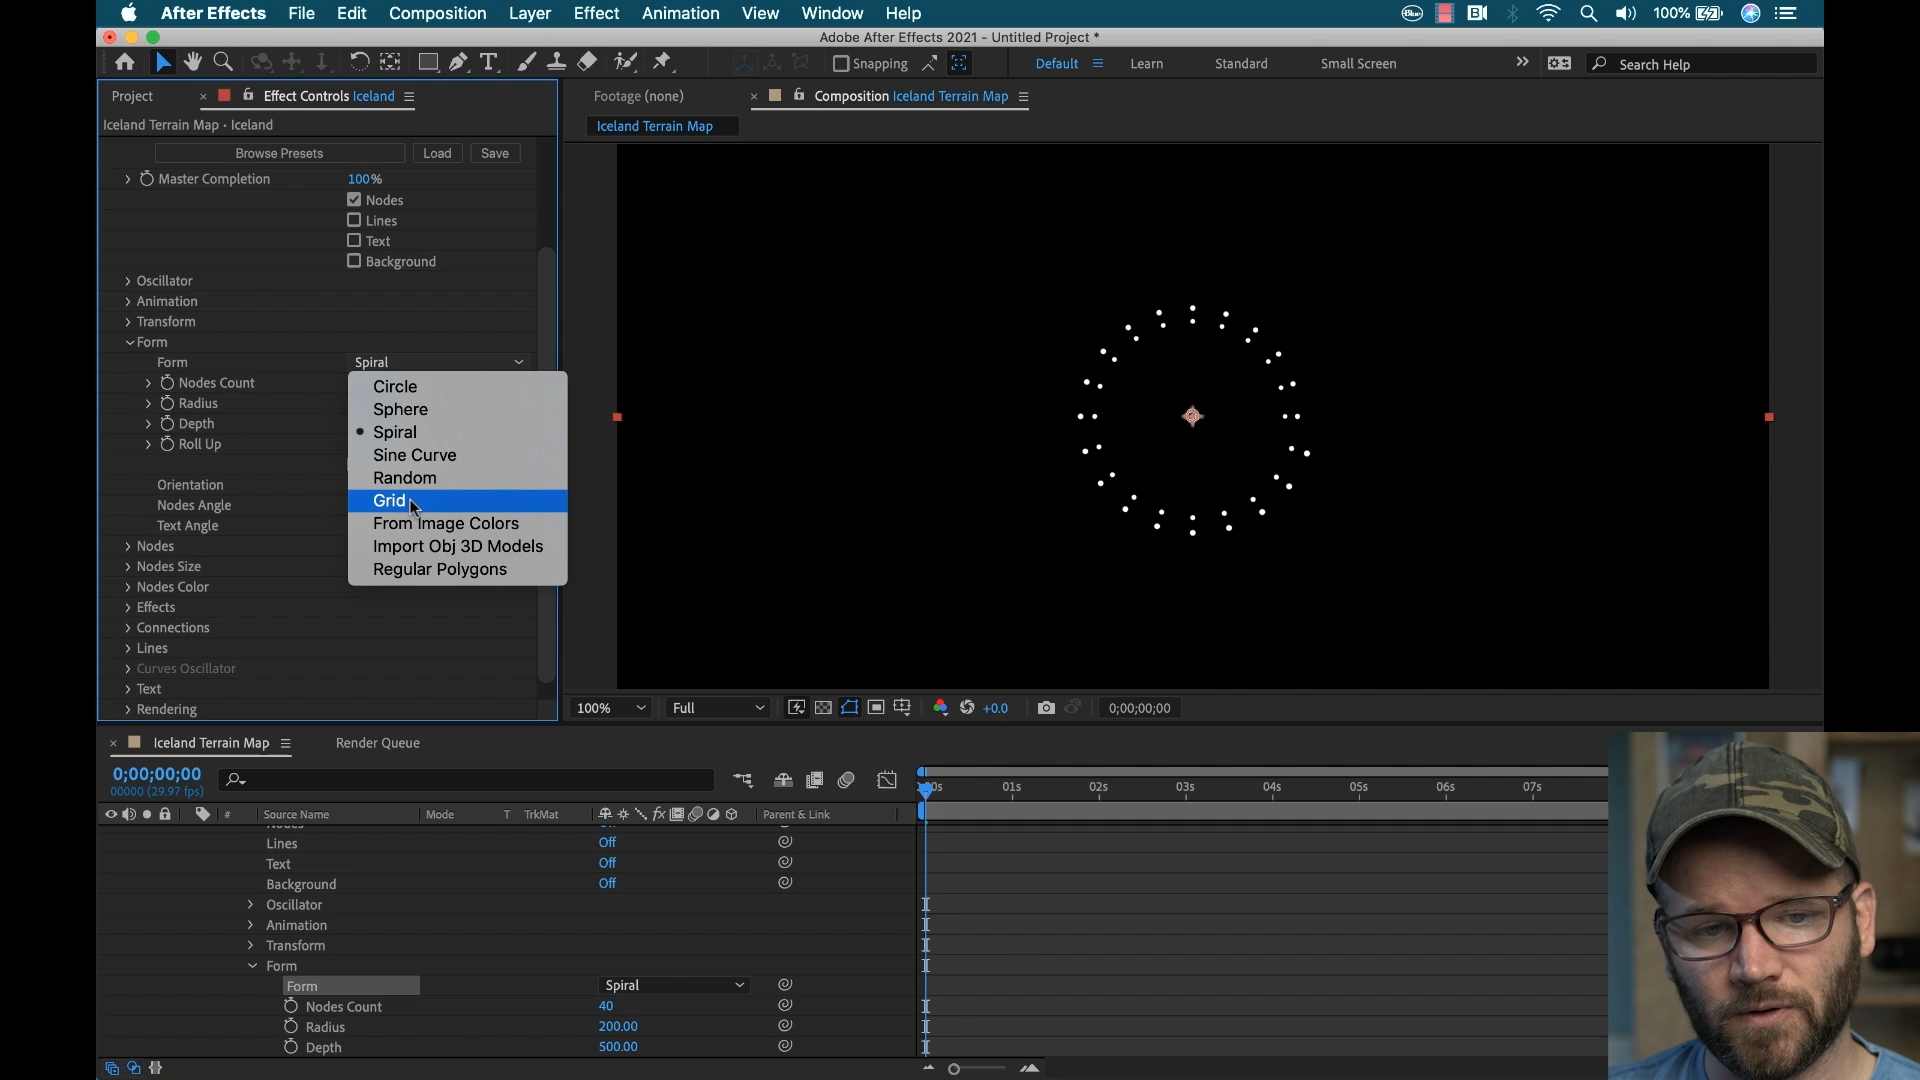 After Effects File Edit Composition Layer Effect Animation View Window Help 100%
Adobe After Effects 2021 - Untitled Project *
Snapping Default Learn Standard Small Screen Search Help
Project Effect Controls Iceland Footage (none) Composition Iceland Terrain Map
Iceland Terrain Map • Iceland Iceland Terrain Map
Browse Presets Load Save
Master Completion 100%
Nodes
Lines
Text
Background
Oscillator
Animation
Transform
Form
Form Spiral
Nodes Count
Radius
Depth
Roll Up
Orientation
Nodes Angle
Text Angle
Nodes
Nodes Size
Nodes Color
Effects
Connections
Lines
Curves Oscillator
Text
Rendering
Circle
Sphere
Spiral
Sine Curve
Random
Grid
From Image Colors
Import Obj 3D Models
Regular Polygons
100% Full +0.0 0;00;00;00
Iceland Terrain Map Render Queue
0;00;00;00
00000 (29.97 fps)
01s 02s 03s 04s 05s 06s 07s
# Source Name Mode T TrkMat fx Parent & Link
Lines Off
Text Off
Background Off
Oscillator
Animation
Transform
Form
Form Spiral
Nodes Count 40
Radius 200.00
Depth 500.00